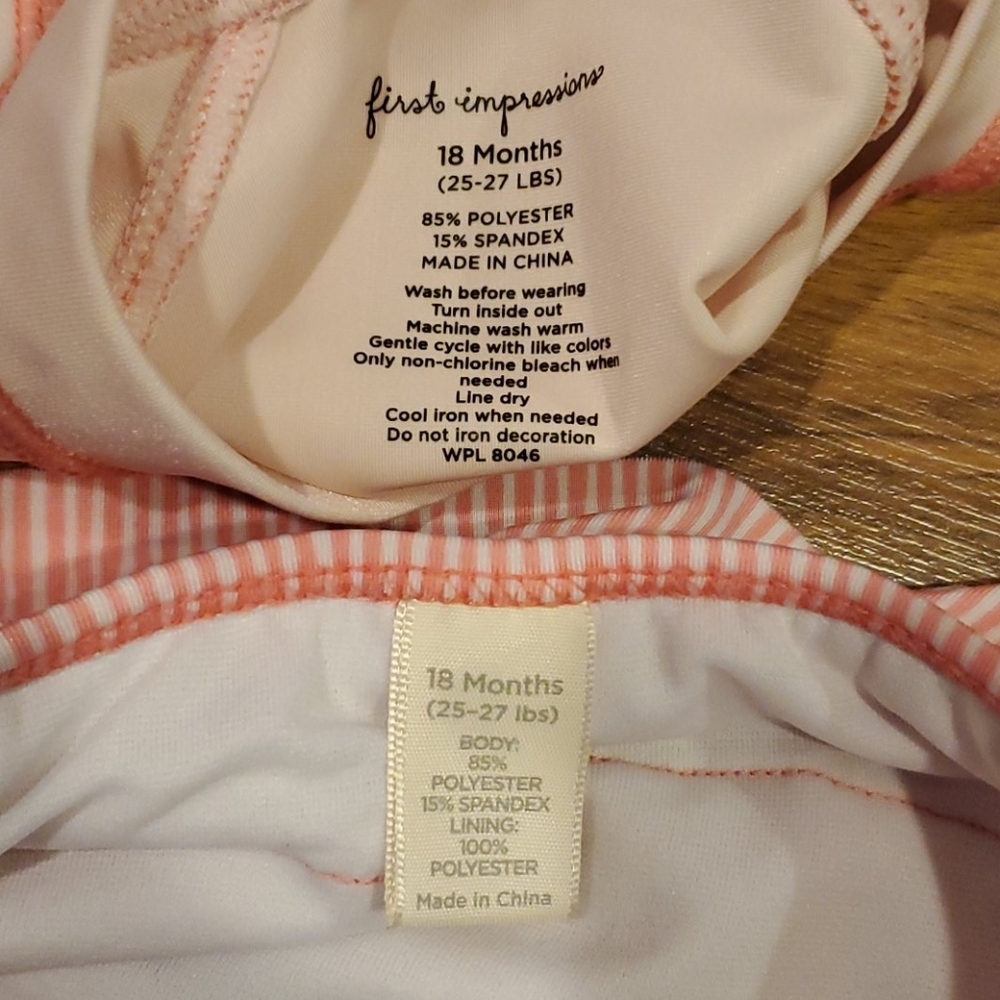 first impressions
18 Months
(25-27 LBS)
85% POLYESTER
15% SPANDEX
MADE IN CHINA
Wash before wearing
Turn inside out
Machine wash warm
Gentle cycle with like colors
Only non-chlorine bleach when
needed
Line dry
Cool iron when needed
Do not iron decoration
WPL 8046
18 Months
(25-27 lbs)
BODY:
85%
POLYESTER
15% SPANDEX
LINING:
100%
POLYESTER
Made in China